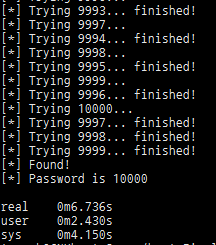 [*] Trying 9993... finished!
[*] Trying 9997...
[*] Trying 9994... finished!
[*] Trying 9998...
[*] Trying 9995... finished!
[*] Trying 9999...
[*] Trying 9996... finished!
[*] Trying 10000...
[*] Trying 9997... finished!
[*] Trying 9998... finished!
[*] Trying 9999... finished!
[*] Found!
[*] Password is 10000
real 0m6.736s
user 0m2.430s
sys 0m4.150s